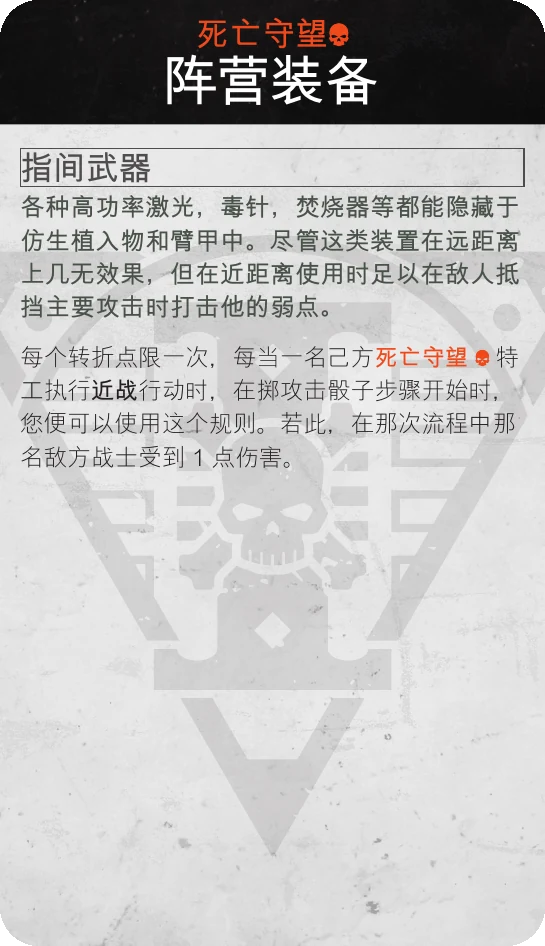 死亡守望
阵营装备
指间武器
各种高功率激光，毒针，焚烧器等都能隐藏于
仿生植入物和臂甲中。尽管这类装置在远距离
上几无效果，但在近距离使用时足以在敌人抵
挡主要攻击时打击他的弱点。
每个转折点限一次，每当一名己方死亡守望特
工执行近战行动时，在掷攻击骰子步骤开始时，
您便可以使用这个规则。若此，在那次流程中那
名敌方战士受到 1 点伤害。